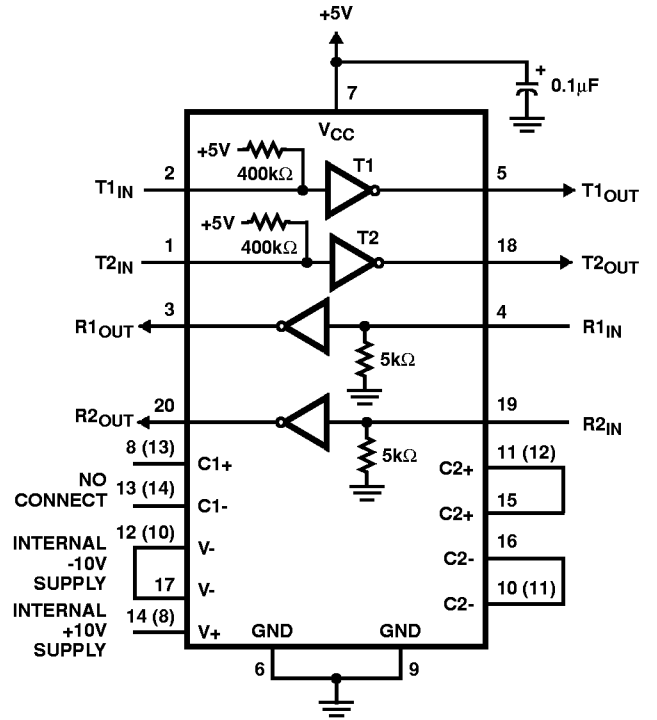 +5V
7
+
0.1µF
VCC
+5V
400kΩ
T1
T1IN
2
5
T1OUT
+5V
400kΩ
T2
T2IN
1
18
T2OUT
R1OUT
3
4
R1IN
5kΩ
R2OUT
20
19
R2IN
5kΩ
8 (13)
C1+
NO
CONNECT
13 (14)
C1-
11 (12)
C2+
15
C2+
INTERNAL
-10V
SUPPLY
12 (10)
V-
17
V-
16
C2-
10 (11)
C2-
INTERNAL
+10V
SUPPLY
14 (8)
V+
GND
GND
6
9